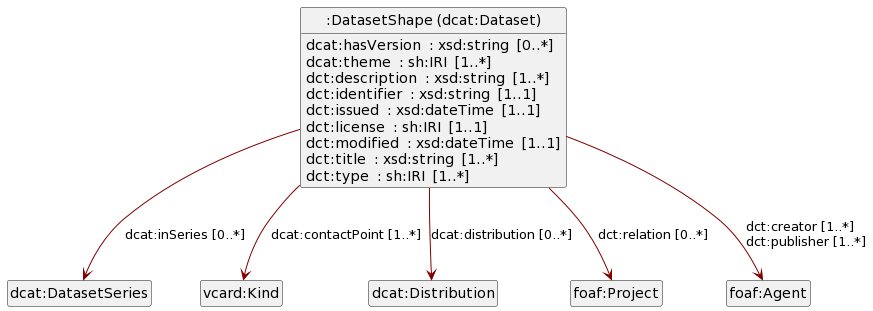 :DatasetShape (dcat:Dataset)
dcat:hasVersion : xsd:string [0..*]
dcat:theme : sh:IRI [1..*]
dct:description : xsd:string [1..*]
dct:identifier : xsd:string [1..1]
dct:issued : xsd:dateTime [1..1]
dct:license : sh:IRI [1..1]
dct:modified : xsd:dateTime [1..1]
dct:title : xsd:string [1..*]
dct:type : sh:IRI [1..*]
dcat:inSeries [0..*]
dcat:contactPoint [1..*]
dcat:distribution [0..*]
dct:relation [0..*]
dct:creator [1..*]
dct:publisher [1..*]
dcat:DatasetSeries
vcard:Kind
dcat:Distribution
foaf:Project
foaf:Agent